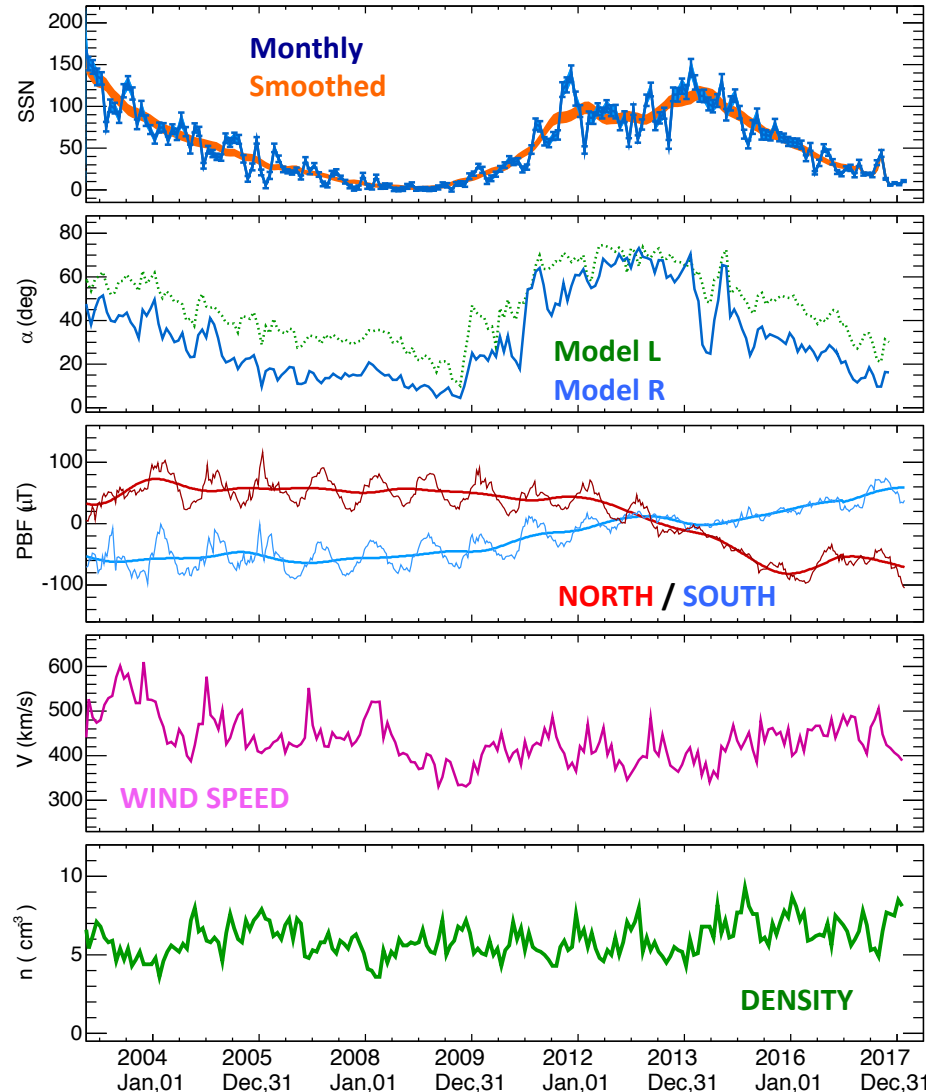 200
150
100
50
0
SSN
Monthly
Smoothed
80
60
40
20
0
α (deg)
Model L
Model R
100
0
-100
PBF (μT)
NORTH / SOUTH
600
500
400
300
V (km/s)
WIND SPEED
10
5
0
n ( cm³ )
DENSITY
2004 2005 2008 2009 2012 2013 2016 2017
Jan,01 Dec,31 Jan,01 Dec,31 Jan,01 Dec,31 Jan,01 Dec,31